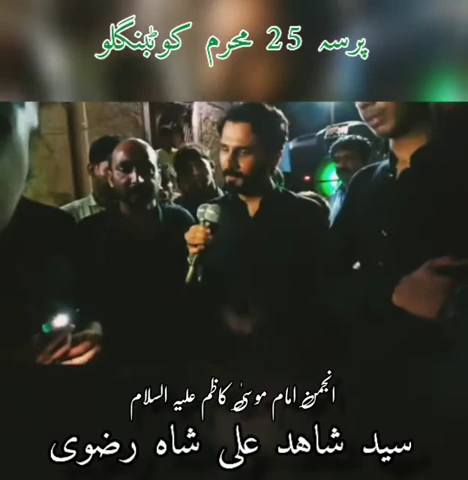 پرسہ 25 محرم کوٹبنگلو
انجمن امام موسیٰ کاظم علیہ السلام
سید شاھد علی شاہ رضوی